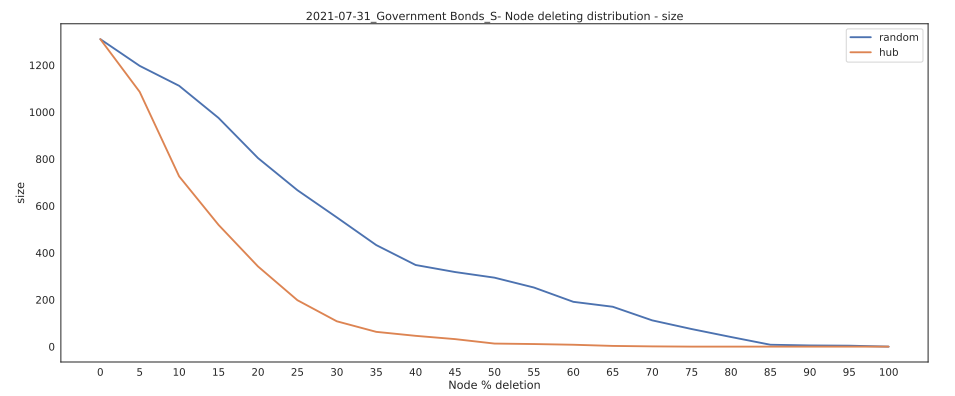 2021-07-31_Government Bonds_S- Node deleting distribution - size
random
hub
1200
1000
800
600
400
200
0
size
0 5 10 15 20 25 30 35 40 45 50 55 60 65 70 75 80 85 90 95 100
Node % deletion